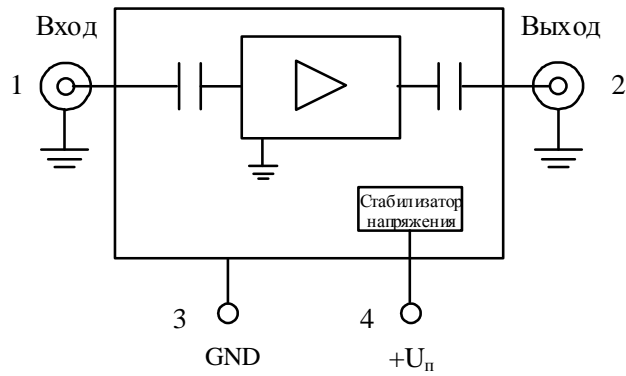 Вход
Выход
1
2
Стабилизатор
напряжения
3
4
GND
+Uп